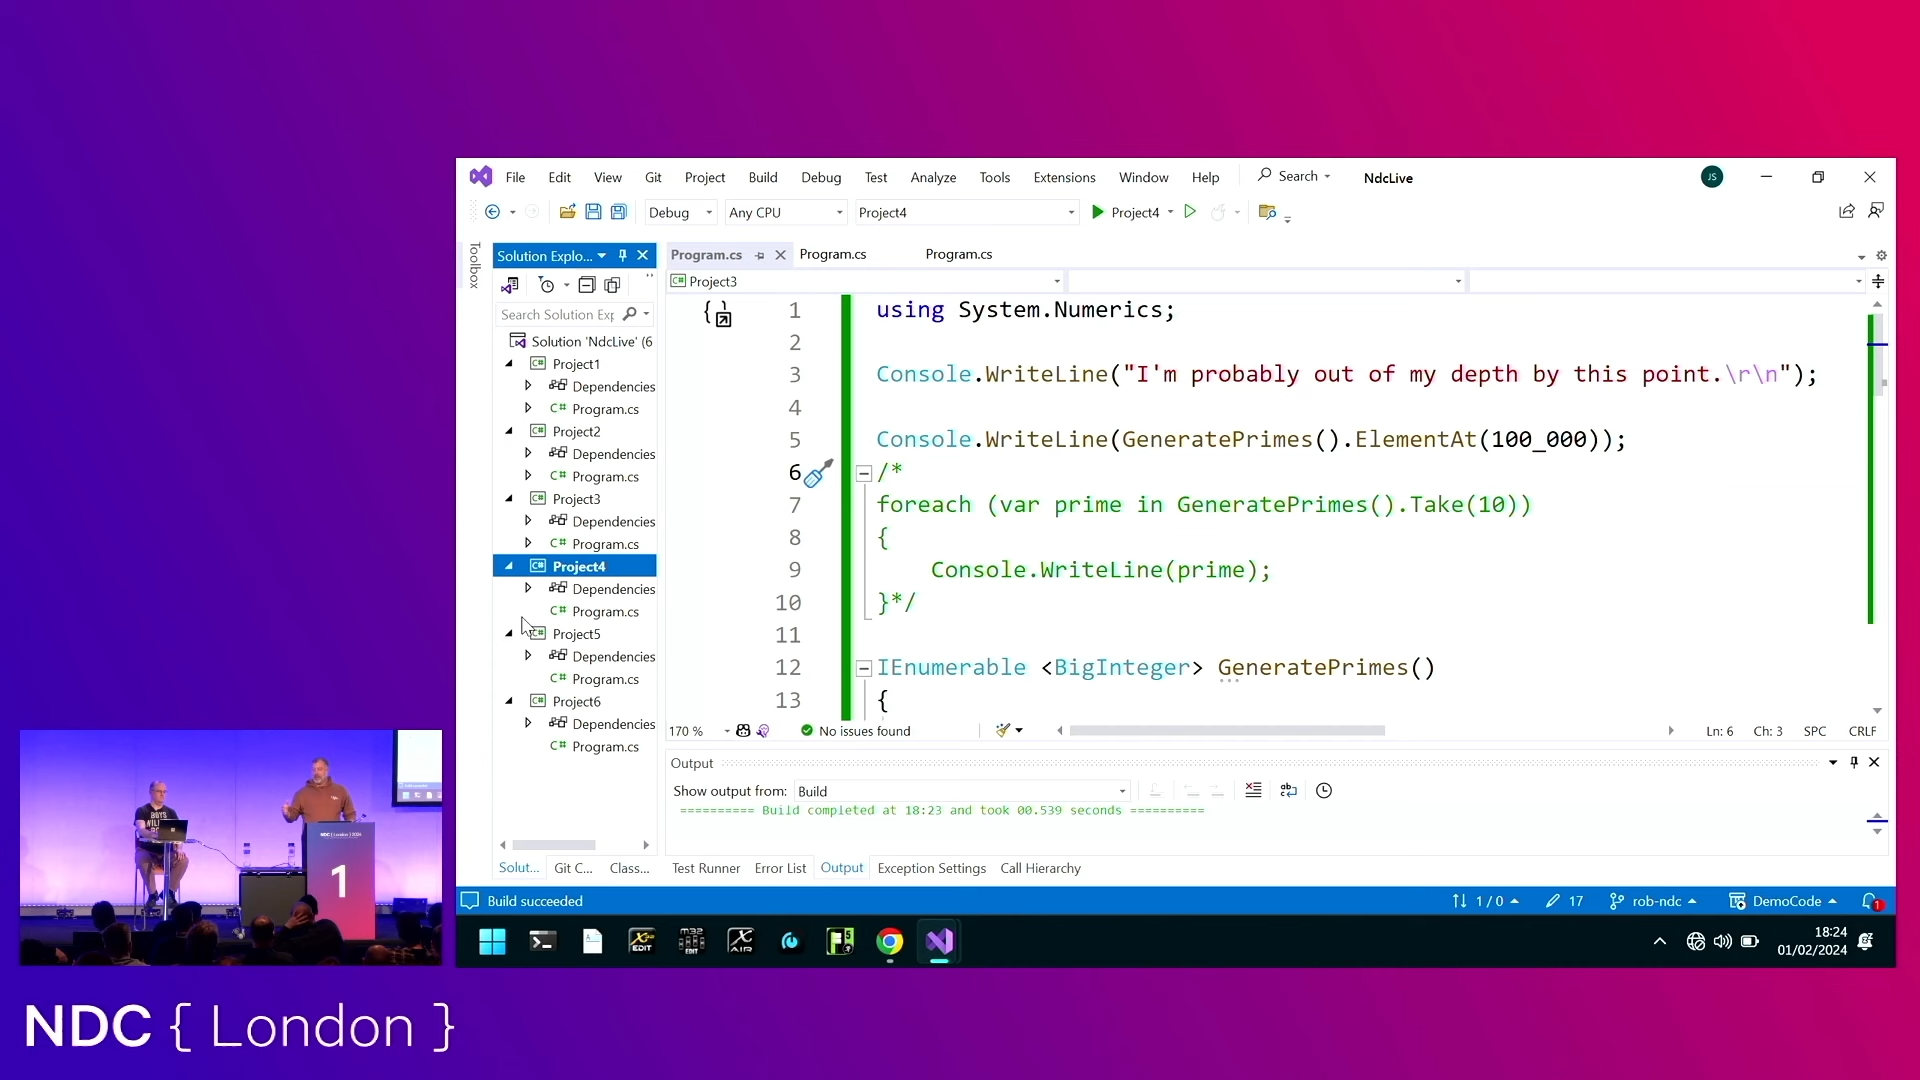 File Edit View Git Project Build Debug Test Analyze Tools Extensions Window Help Search NdcLive JS
Debug Any CPU Project4 Project4
Toolbox
Solution Explo...
Search Solution Exp
Solution 'NdcLive' (6
Project1
Dependencies
C# Program.cs
Project2
Dependencies
C# Program.cs
Project3
Dependencies
C# Program.cs
Project4
Dependencies
C# Program.cs
Project5
Dependencies
C# Program.cs
Project6
Dependencies
C# Program.cs
Solut... Git C... Class...
Program.cs Program.cs Program.cs
C# Project3
1 using System.Numerics;
2
3 Console.WriteLine("I'm probably out of my depth by this point.\r\n");
4
5 Console.WriteLine(GeneratePrimes().ElementAt(100_000));
6 /*
7 foreach (var prime in GeneratePrimes().Take(10))
8 {
9 Console.WriteLine(prime);
10 }*/
11
12 IEnumerable <BigInteger> GeneratePrimes()
13 {
170 % No issues found Ln: 6 Ch: 3 SPC CRLF
Output
Show output from: Build
========== Build completed at 18:23 and took 00.539 seconds ==========
Test Runner Error List Output Exception Settings Call Hierarchy
Build succeeded 1 / 0 17 rob-ndc DemoCode 1
18:24
01/02/2024
1
NDC { London }